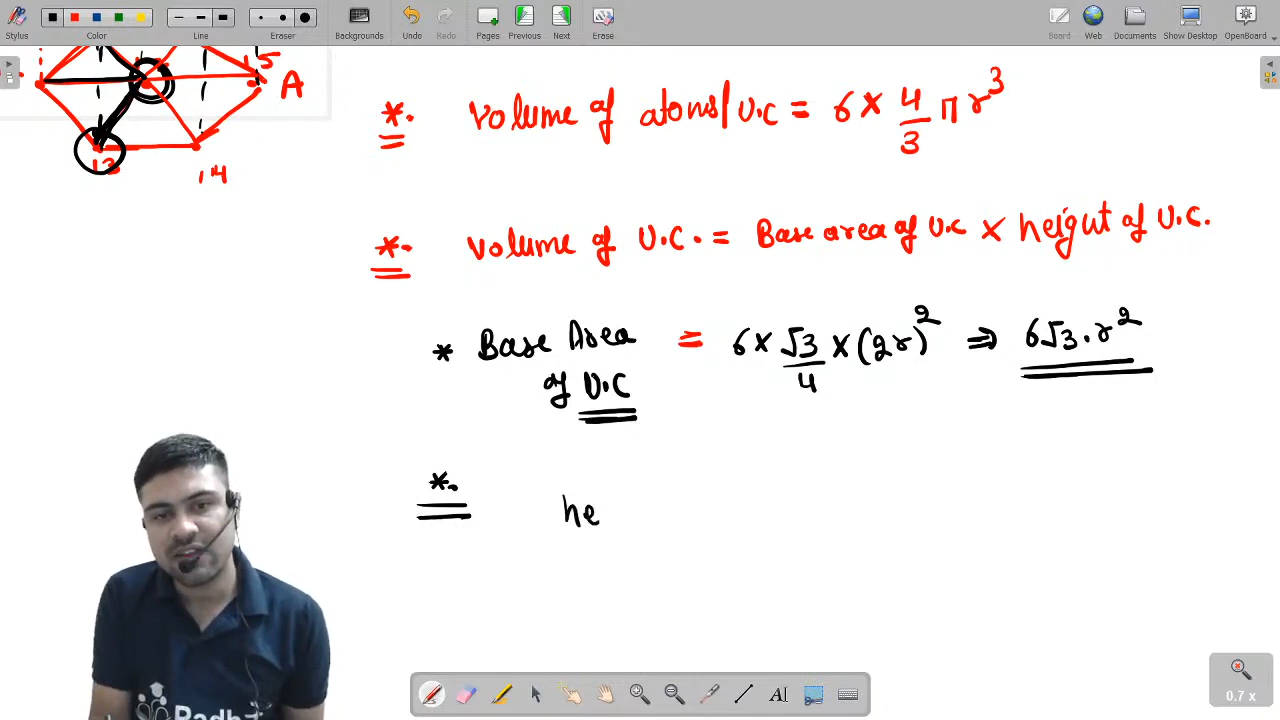 Stylus Color Line Eraser Backgrounds Undo Pages Previous Next Erase Board Web Documents Show Desktop OpenBoard
15
A
13
14
*. Volume of atoms/U.C = 6 × 4/3 π r³
*. Volume of U.C. = Base area of U.C × height of U.C.
* Base Area of U.C = 6 × √3/4 × (2r)² ⇒ 6√3 . r²
*. he
0.7 x